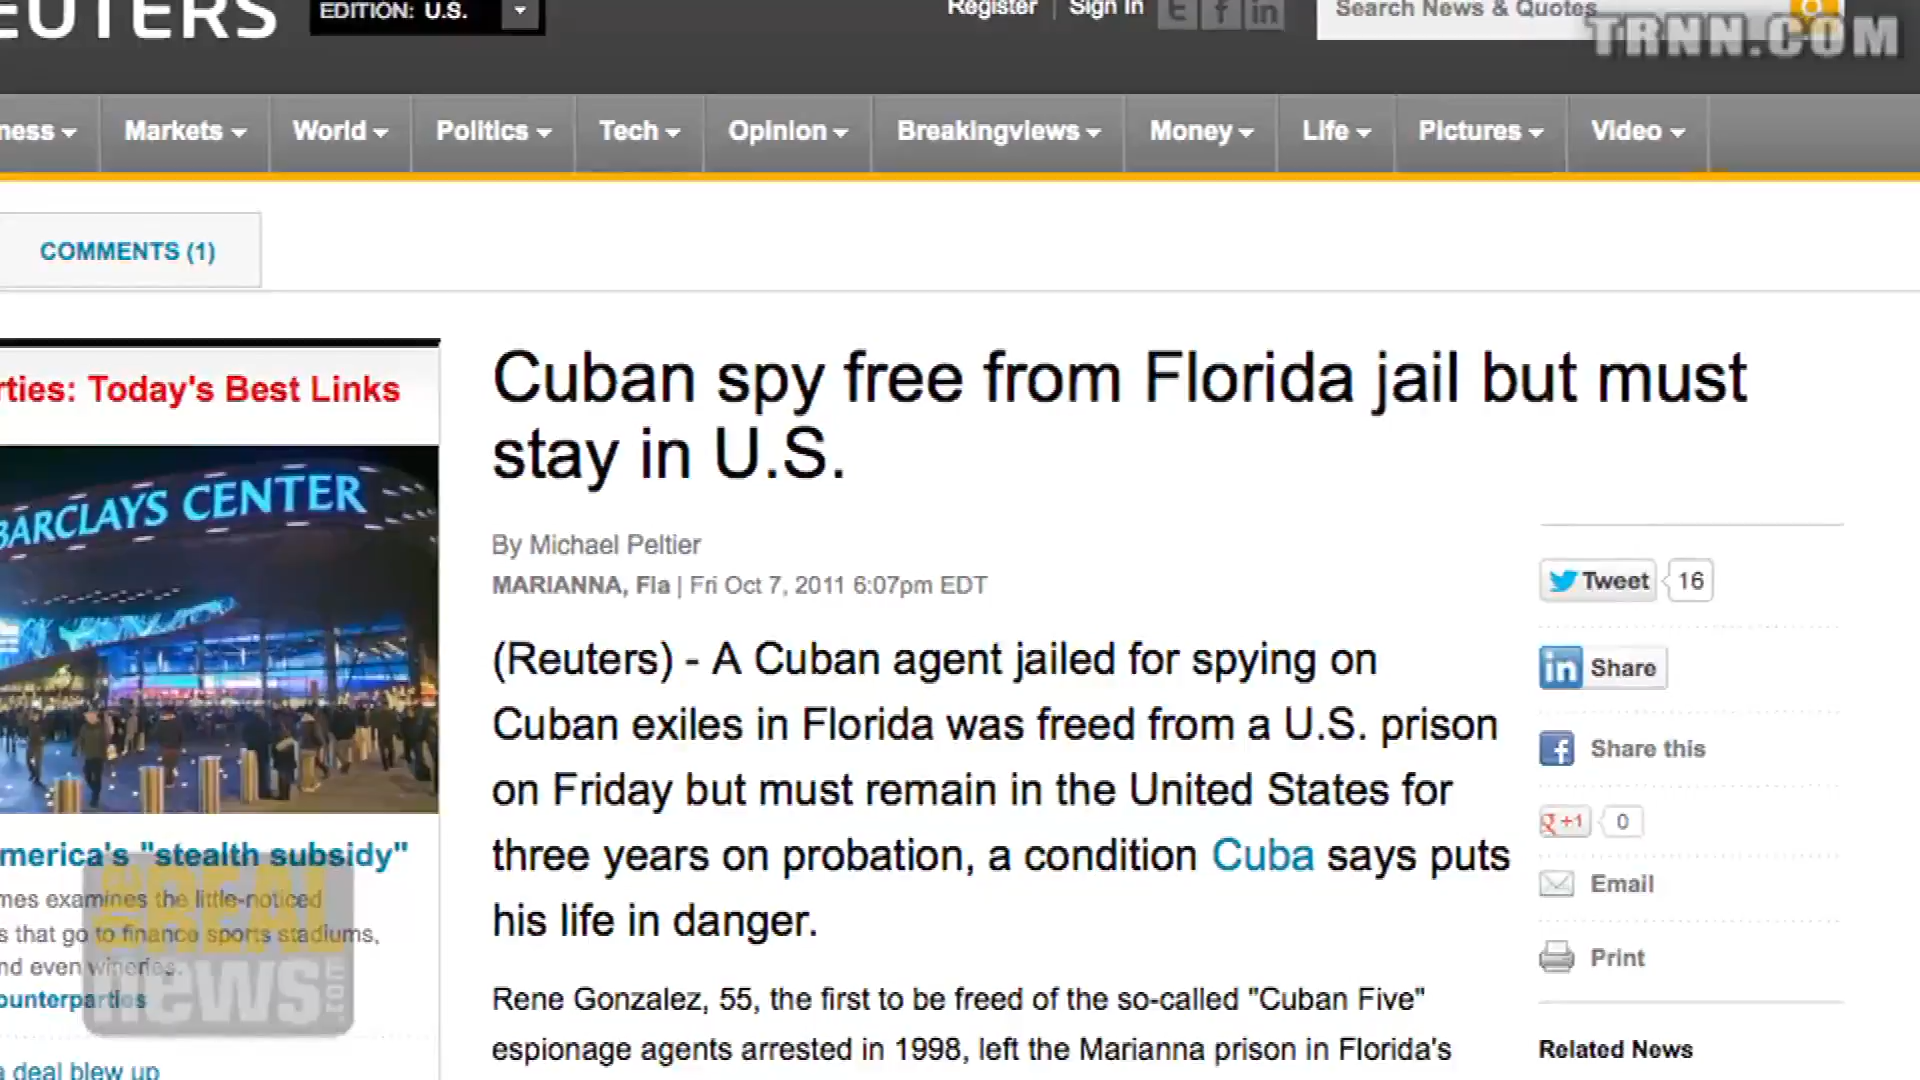 EUTERS
EDITION: U.S.
Register
Sign In
Search News & Quotes
TRNN.COM
ness
Markets
World
Politics
Tech
Opinion
Breakingviews
Money
Life
Pictures
Video
COMMENTS (1)
rties: Today's Best Links
BARCLAYS CENTER
merica's "stealth subsidy"
mes examines the little-noticed
s that go to finance sports stadiums,
nd even wineries.
ounterparties
a deal blew up
THE REAL
news.com
Cuban spy free from Florida jail but must
stay in U.S.
By Michael Peltier
MARIANNA, Fla | Fri Oct 7, 2011 6:07pm EDT
(Reuters) - A Cuban agent jailed for spying on
Cuban exiles in Florida was freed from a U.S. prison
on Friday but must remain in the United States for
three years on probation, a condition Cuba says puts
his life in danger.
Rene Gonzalez, 55, the first to be freed of the so-called "Cuban Five"
espionage agents arrested in 1998, left the Marianna prison in Florida's
Tweet 16
in Share
f Share this
g +1 0
Email
Print
Related News